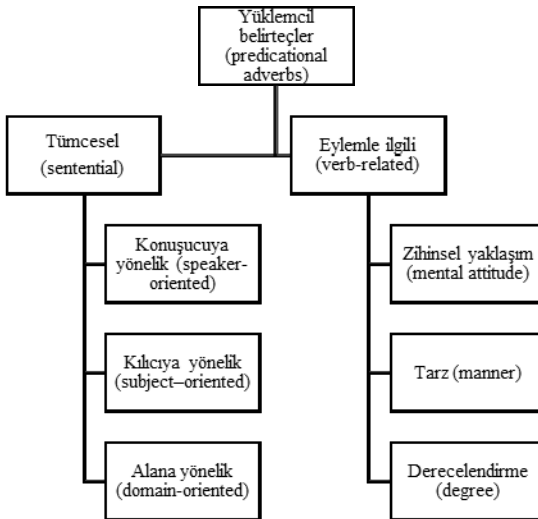 Yüklemcil
belirteçler
(predicational
adverbs)
Tümcesel
(sentential)
Eylemle ilgili
(verb-related)
Konuşucuya
yönelik (speaker-
oriented)
Kılıcıya yönelik
(subject–oriented)
Alana yönelik
(domain-oriented)
Zihinsel yaklaşım
(mental attitude)
Tarz (manner)
Derecelendirme
(degree)